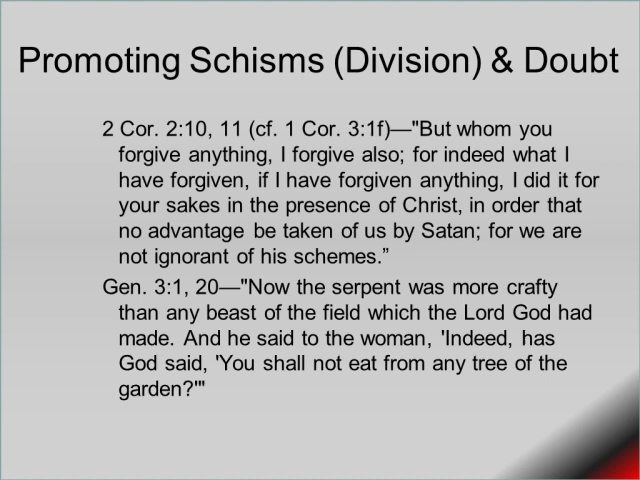 Promoting Schisms (Division) & Doubt
2 Cor. 2:10, 11 (cf. 1 Cor. 3:1f)—"But whom you
forgive anything, I forgive also; for indeed what I
have forgiven, if I have forgiven anything, I did it for
your sakes in the presence of Christ, in order that
no advantage be taken of us by Satan; for we are
not ignorant of his schemes.”
Gen. 3:1, 20—"Now the serpent was more crafty
than any beast of the field which the Lord God had
made. And he said to the woman, 'Indeed, has
God said, 'You shall not eat from any tree of the
garden?'"